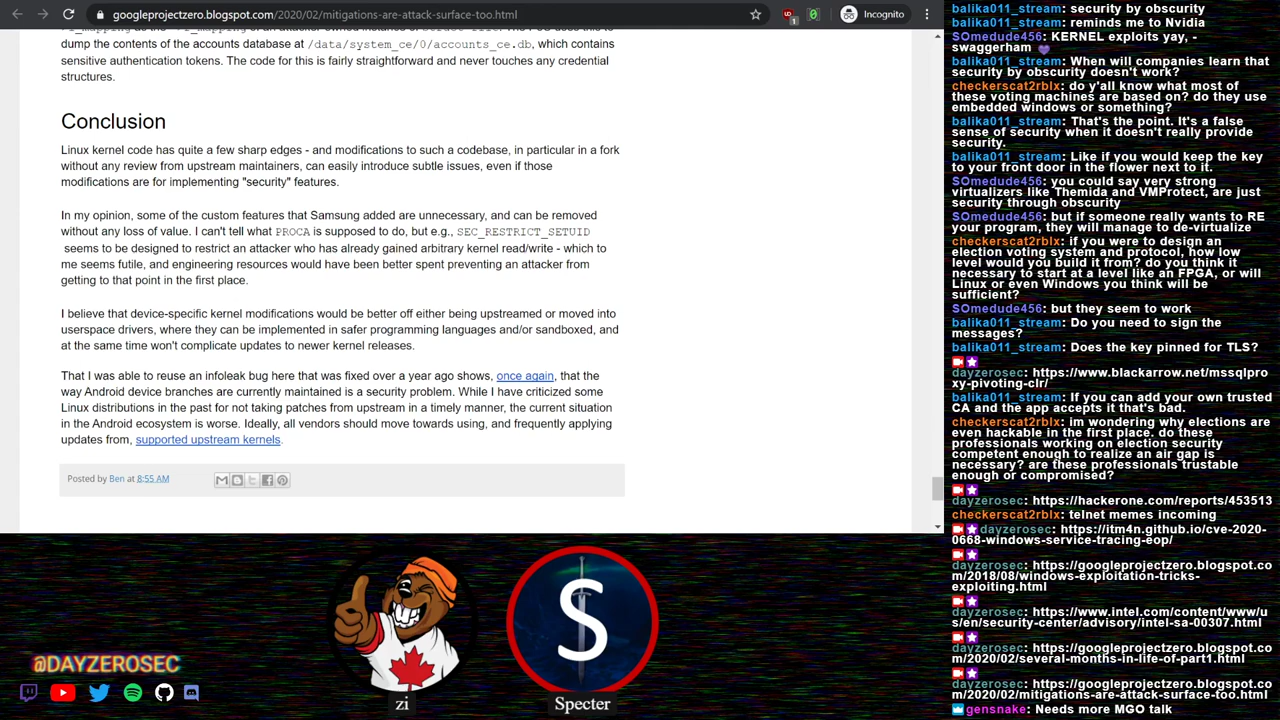 googleprojectzero.blogspot.com/2020/02/mitigations-are-attack-surface-too.html
1
Incognito
dump the contents of the accounts database at /data/system_ce/0/accounts_ce.db, which contains
sensitive authentication tokens. The code for this is fairly straightforward and never touches any credential
structures.
Conclusion
Linux kernel code has quite a few sharp edges - and modifications to such a codebase, in particular in a fork
without any review from upstream maintainers, can easily introduce subtle issues, even if those
modifications are for implementing "security" features.
In my opinion, some of the custom features that Samsung added are unnecessary, and can be removed
without any loss of value. I can't tell what PROCA is supposed to do, but e.g., SEC_RESTRICT_SETUID
seems to be designed to restrict an attacker who has already gained arbitrary kernel read/write - which to
me seems futile, and engineering resources would have been better spent preventing an attacker from
getting to that point in the first place.
I believe that device-specific kernel modifications would be better off either being upstreamed or moved into
userspace drivers, where they can be implemented in safer programming languages and/or sandboxed, and
at the same time won't complicate updates to newer kernel releases.
That I was able to reuse an infoleak bug here that was fixed over a year ago shows, once again, that the
way Android device branches are currently maintained is a security problem. While I have criticized some
Linux distributions in the past for not taking patches from upstream in a timely manner, the current situation
in the Android ecosystem is worse. Ideally, all vendors should move towards using, and frequently applying
updates from, supported upstream kernels.
Posted by Ben at 8:55 AM
@DAYZEROSEC
zi
S
Specter
balika011_stream: security by obscurity
balika011_stream: reminds me to Nvidia
SOmedude456: KERNEL exploits yay, -
swaggerham
balika011_stream: When will companies learn that
security by obscurity doesn't work?
checkerscat2rblx: do y'all know what most of
these voting machines are based on? do they use
embedded windows or something?
balika011_stream: That's the point. It's a false
sense of security when it doesn't really provide
security.
balika011_stream: Like if you would keep the key
to your front door in the flower next to it.
SOmedude456: you could say very strong
virtualizers like Themida and VMProtect, are just
security through obscurity
SOmedude456: but if someone really wants to RE
your program, they will manage to de-virtualize
checkerscat2rblx: if you were to design an
election voting system and protocol, how low
level would you build it from? do you think it
necessary to start at a level like an FPGA, or will
Linux or even Windows you think will be
sufficient?
SOmedude456: but they seem to work
balika011_stream: Do you need to sign the
messages?
balika011_stream: Does the key pinned for TLS?
dayzerosec: https://www.blackarrow.net/mssqlpro
xy-pivoting-clr/
balika011_stream: If you can add your own trusted
CA and the app accepts it that's bad.
checkerscat2rblx: im wondering why elections are
even hackable in the first place. do these
professionals working on election security
competent enough to realize an air gap is
necessary? are these professionals trustable
enough or compromised?
dayzerosec: https://hackerone.com/reports/453513
checkerscat2rblx: telnet memes incoming
dayzerosec: https://itm4n.github.io/cve-2020-
0668-windows-service-tracing-eop/
dayzerosec: https://googleprojectzero.blogspot.co
m/2018/08/windows-exploitation-tricks-
exploiting.html
dayzerosec: https://www.intel.com/content/www/u
s/en/security-center/advisory/intel-sa-00307.html
dayzerosec: https://googleprojectzero.blogspot.co
m/2020/02/several-months-in-life-of-part1.html
dayzerosec: https://googleprojectzero.blogspot.co
m/2020/02/mitigations-are-attack-surface-too.html
gensnake: Needs more MGO talk